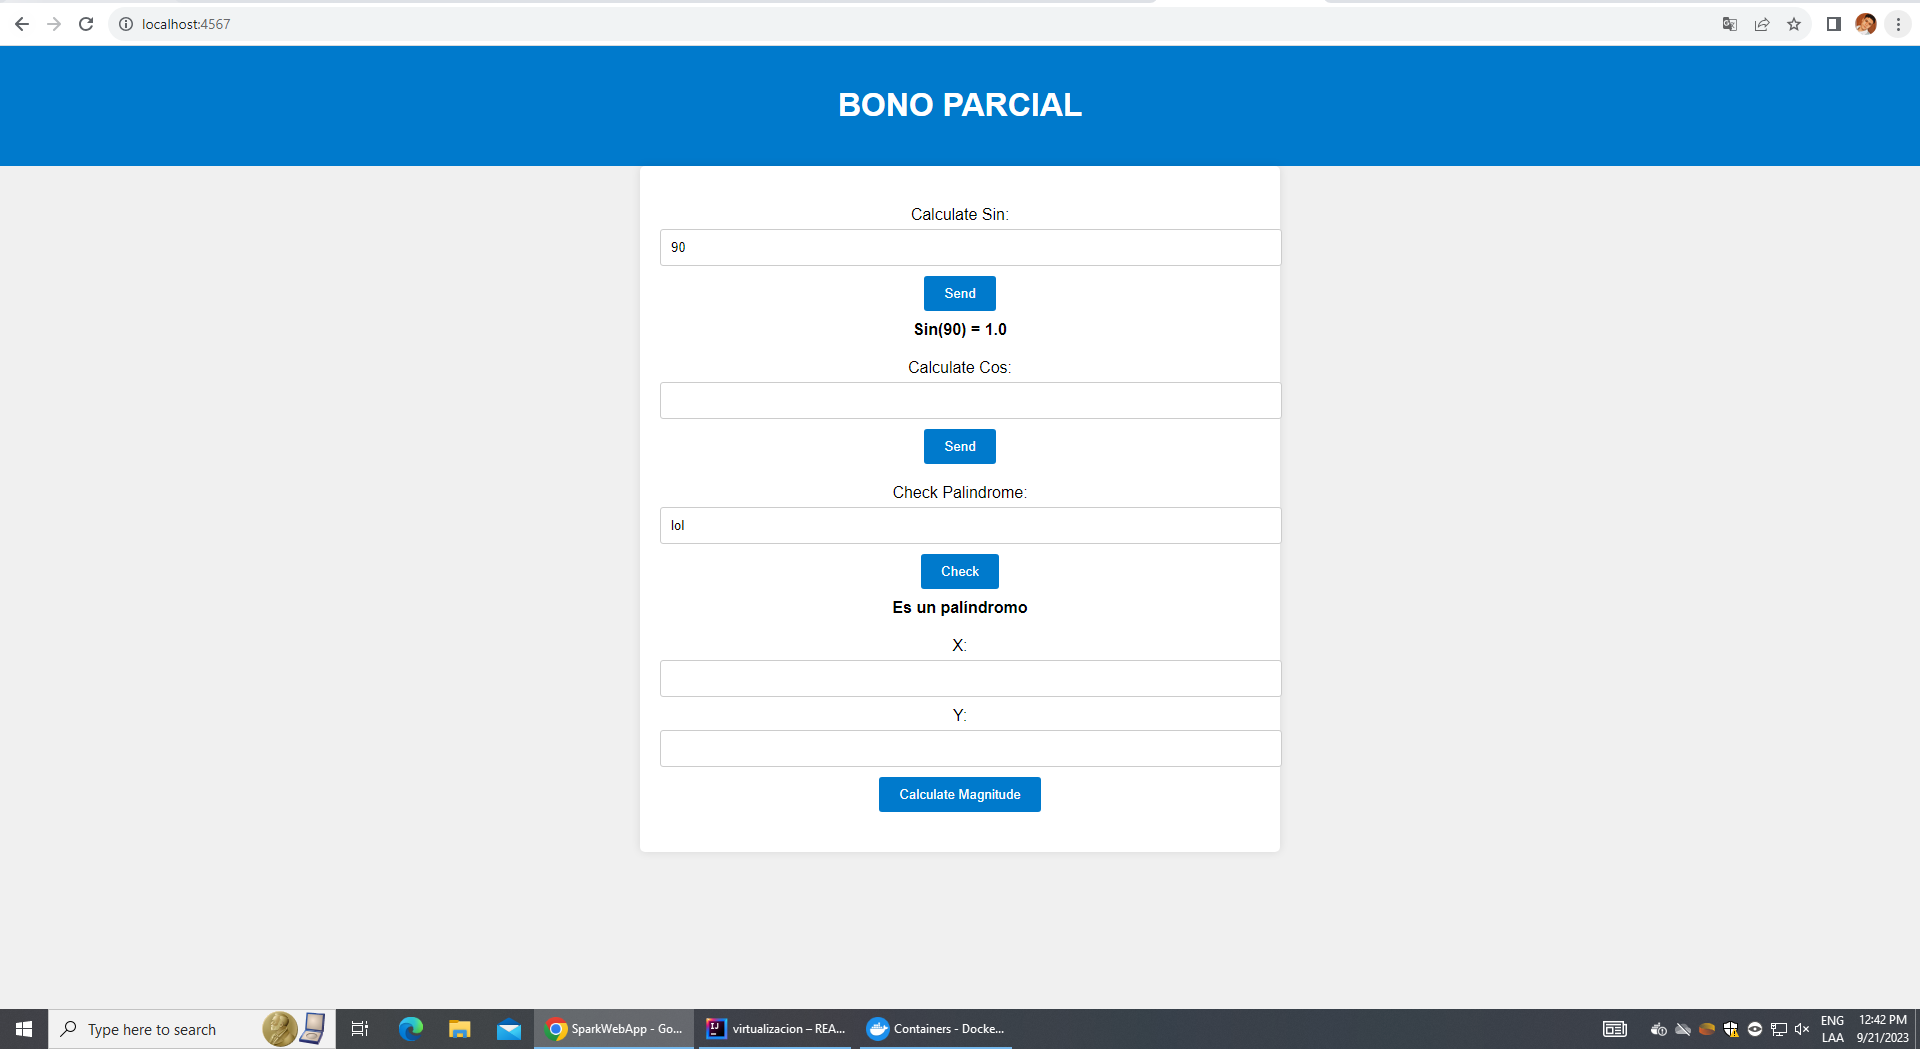 localhost:4567
BONO PARCIAL
Calculate Sin:
90
Send
Sin(90) = 1.0
Calculate Cos:
Send
Check Palindrome:
lol
Check
Es un palíndromo
X:
Y:
Calculate Magnitude
Type here to search
SparkWebApp - Go...
virtualizacion – REA...
Containers - Docke...
ENG
LAA
12:42 PM
9/21/2023